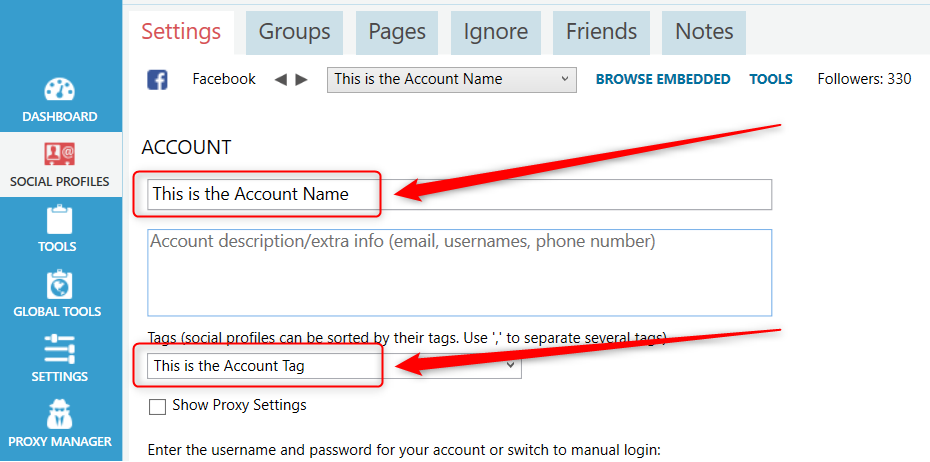 Settings Groups Pages Ignore Friends Notes
Facebook This is the Account Name BROWSE EMBEDDED TOOLS Followers: 330
DASHBOARD
SOCIAL PROFILES
TOOLS
GLOBAL TOOLS
SETTINGS
PROXY MANAGER
ACCOUNT
This is the Account Name
Account description/extra info (email, usernames, phone number)
Tags (social profiles can be sorted by their tags. Use ',' to separate several tags)
This is the Account Tag
Show Proxy Settings
Enter the username and password for your account or switch to manual login: